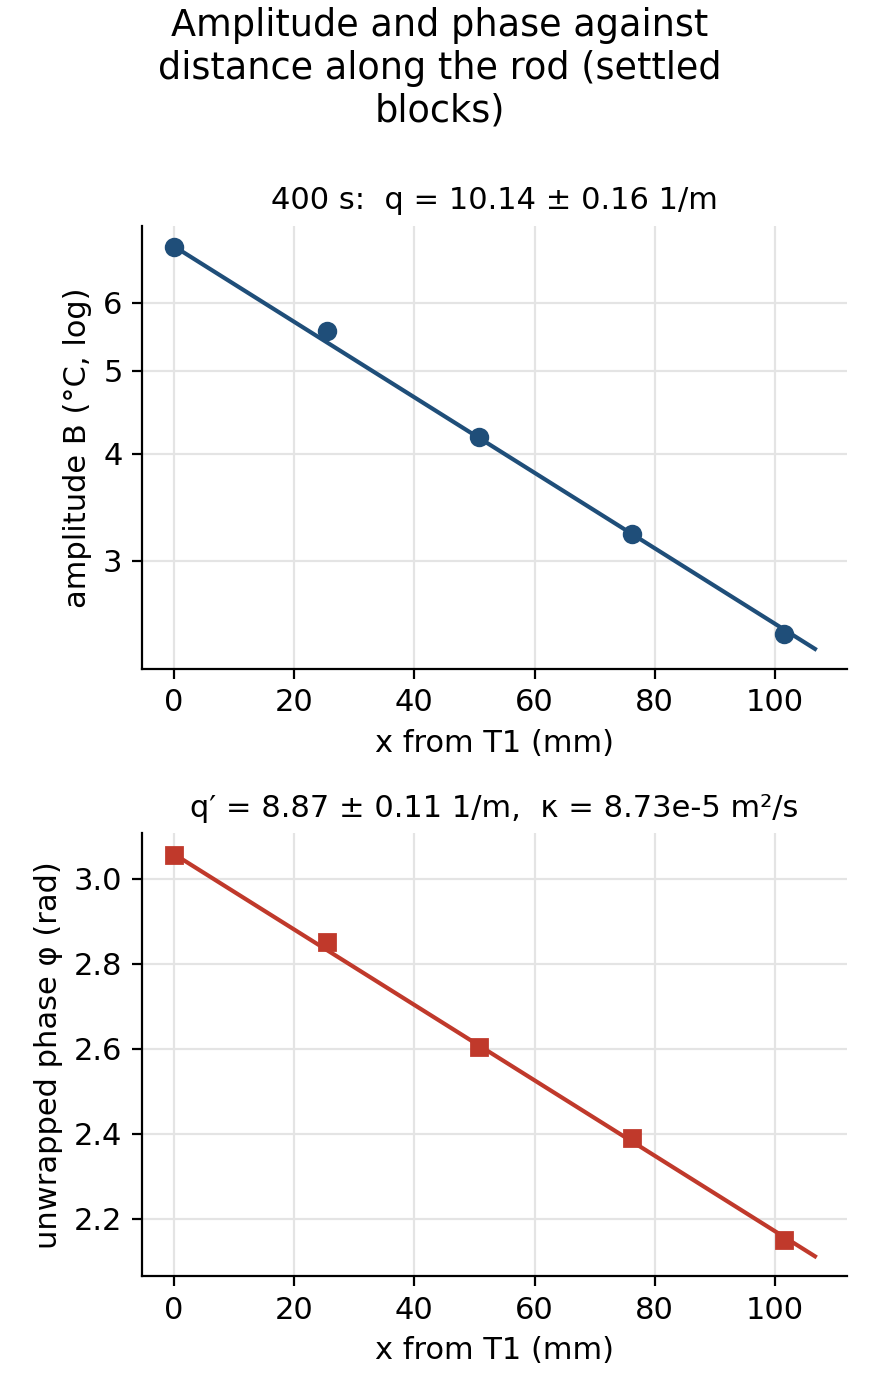 Amplitude and phase against
distance along the rod (settled
blocks)
400 s:  q = 10.14 ± 0.16 1/m
amplitude B (°C, log)
6
5
4
3
0 20 40 60 80 100
x from T1 (mm)
q′ = 8.87 ± 0.11 1/m,  κ = 8.73e-5 m²/s
unwrapped phase φ (rad)
3.0
2.8
2.6
2.4
2.2
0 20 40 60 80 100
x from T1 (mm)